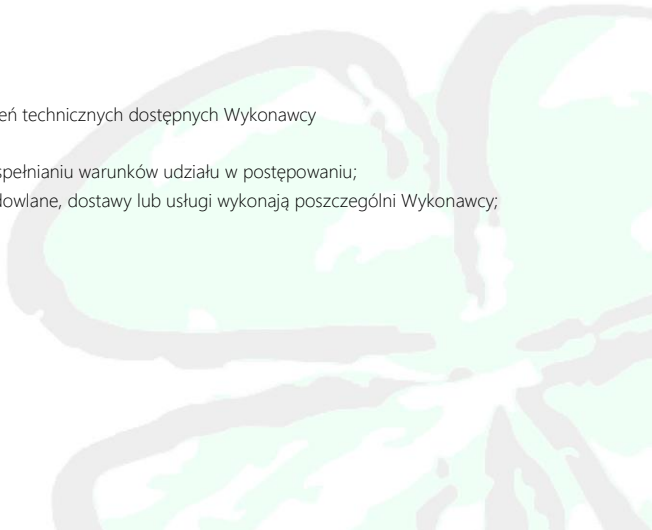 eń technicznych dostępnych Wykonawcy
spełnianiu warunków udziału w postępowaniu;
dowlane, dostawy lub usługi wykonają poszczególni Wykonawcy;